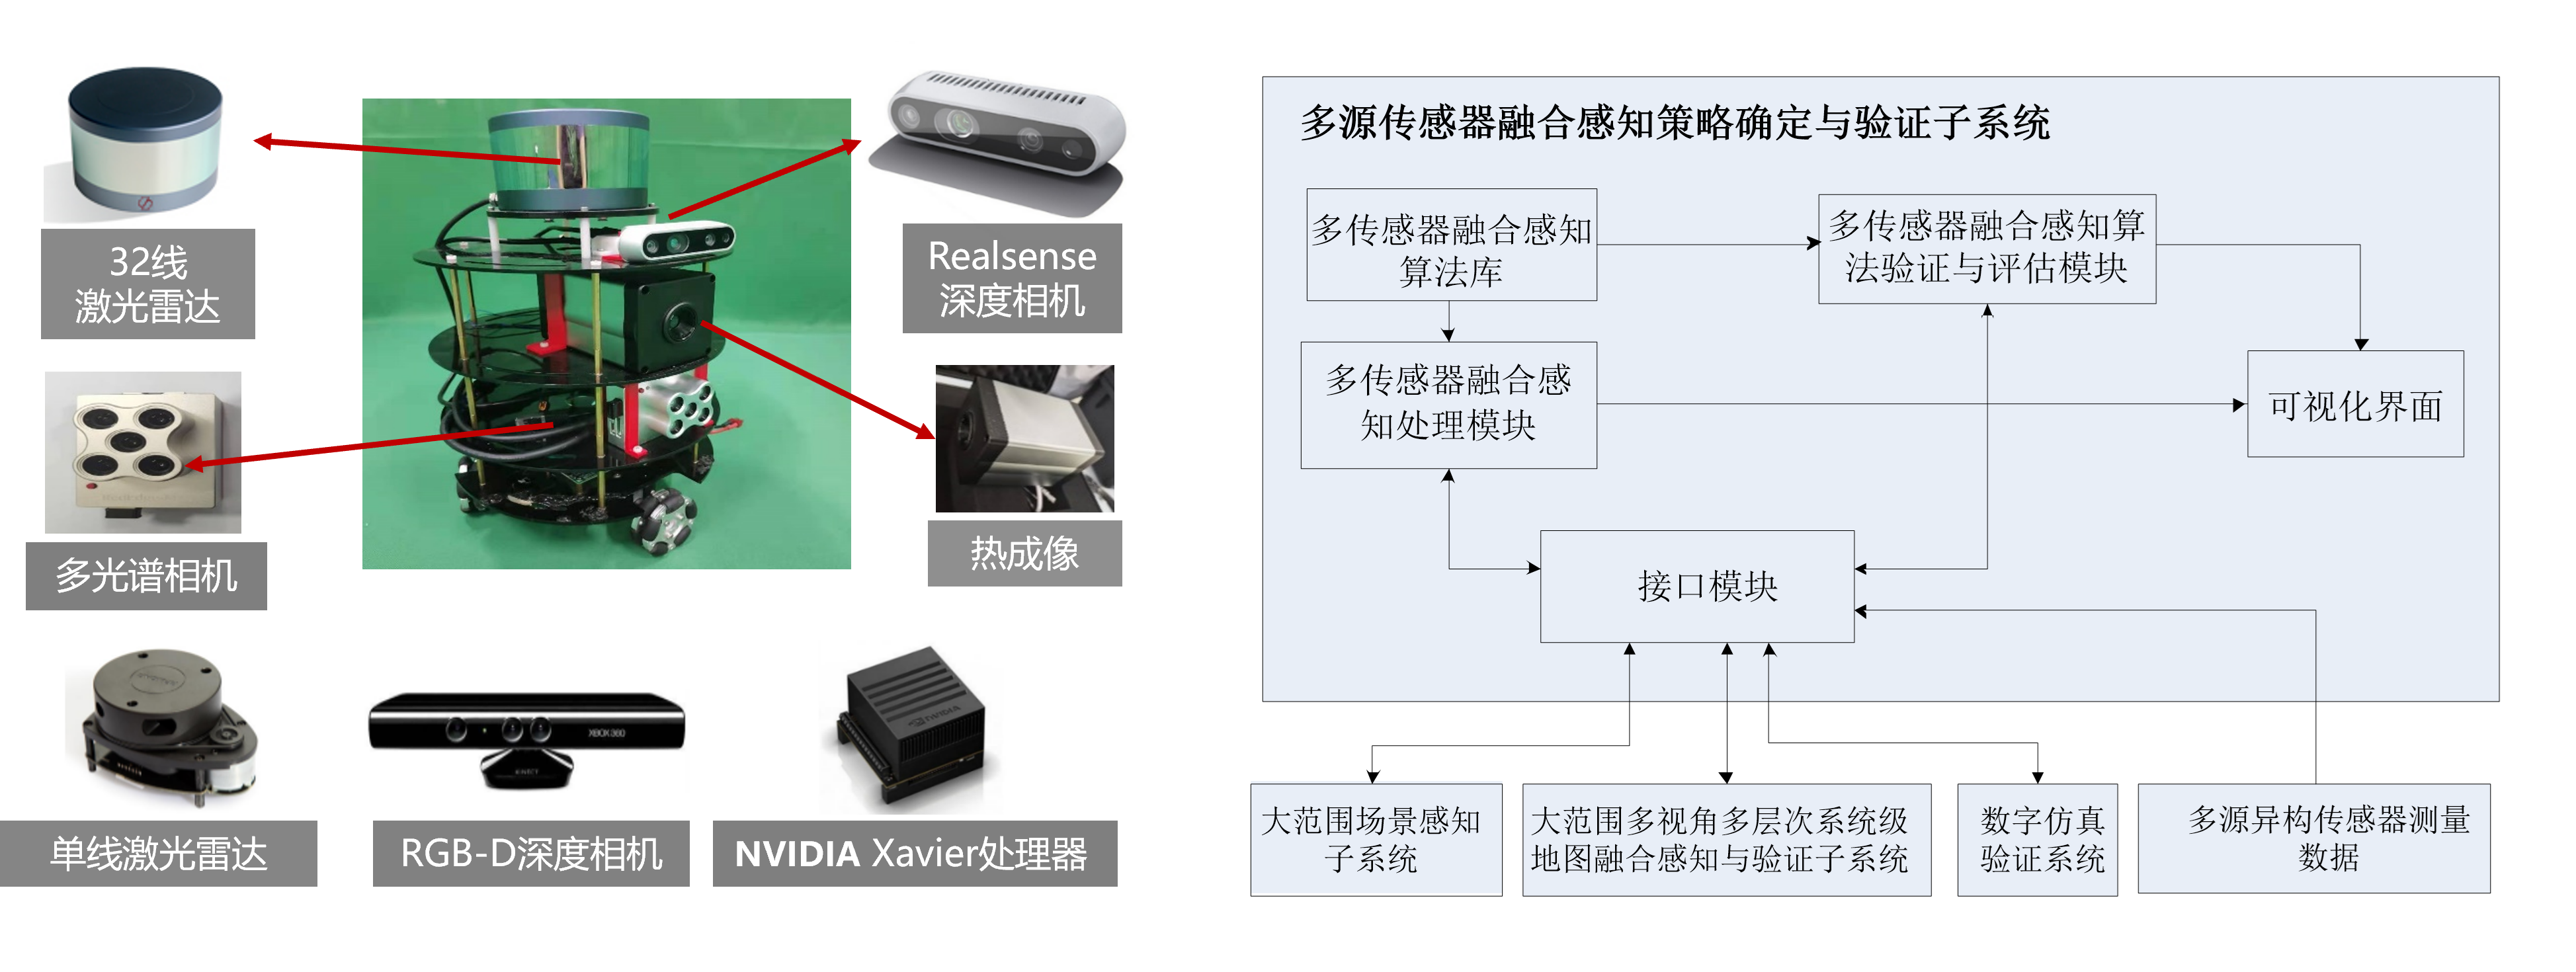 32线
激光雷达
Realsense
深度相机
多光谱相机
热成像
XBOX 360
KINECT
NVIDIA
单线激光雷达
RGB-D深度相机
NVIDIA Xavier处理器
多源传感器融合感知策略确定与验证子系统
多传感器融合感知
算法库
多传感器融合感知算
法验证与评估模块
多传感器融合感
知处理模块
可视化界面
接口模块
大范围场景感知
子系统
大范围多视角多层次系统级
地图融合感知与验证子系统
数字仿真
验证系统
多源异构传感器测量
数据